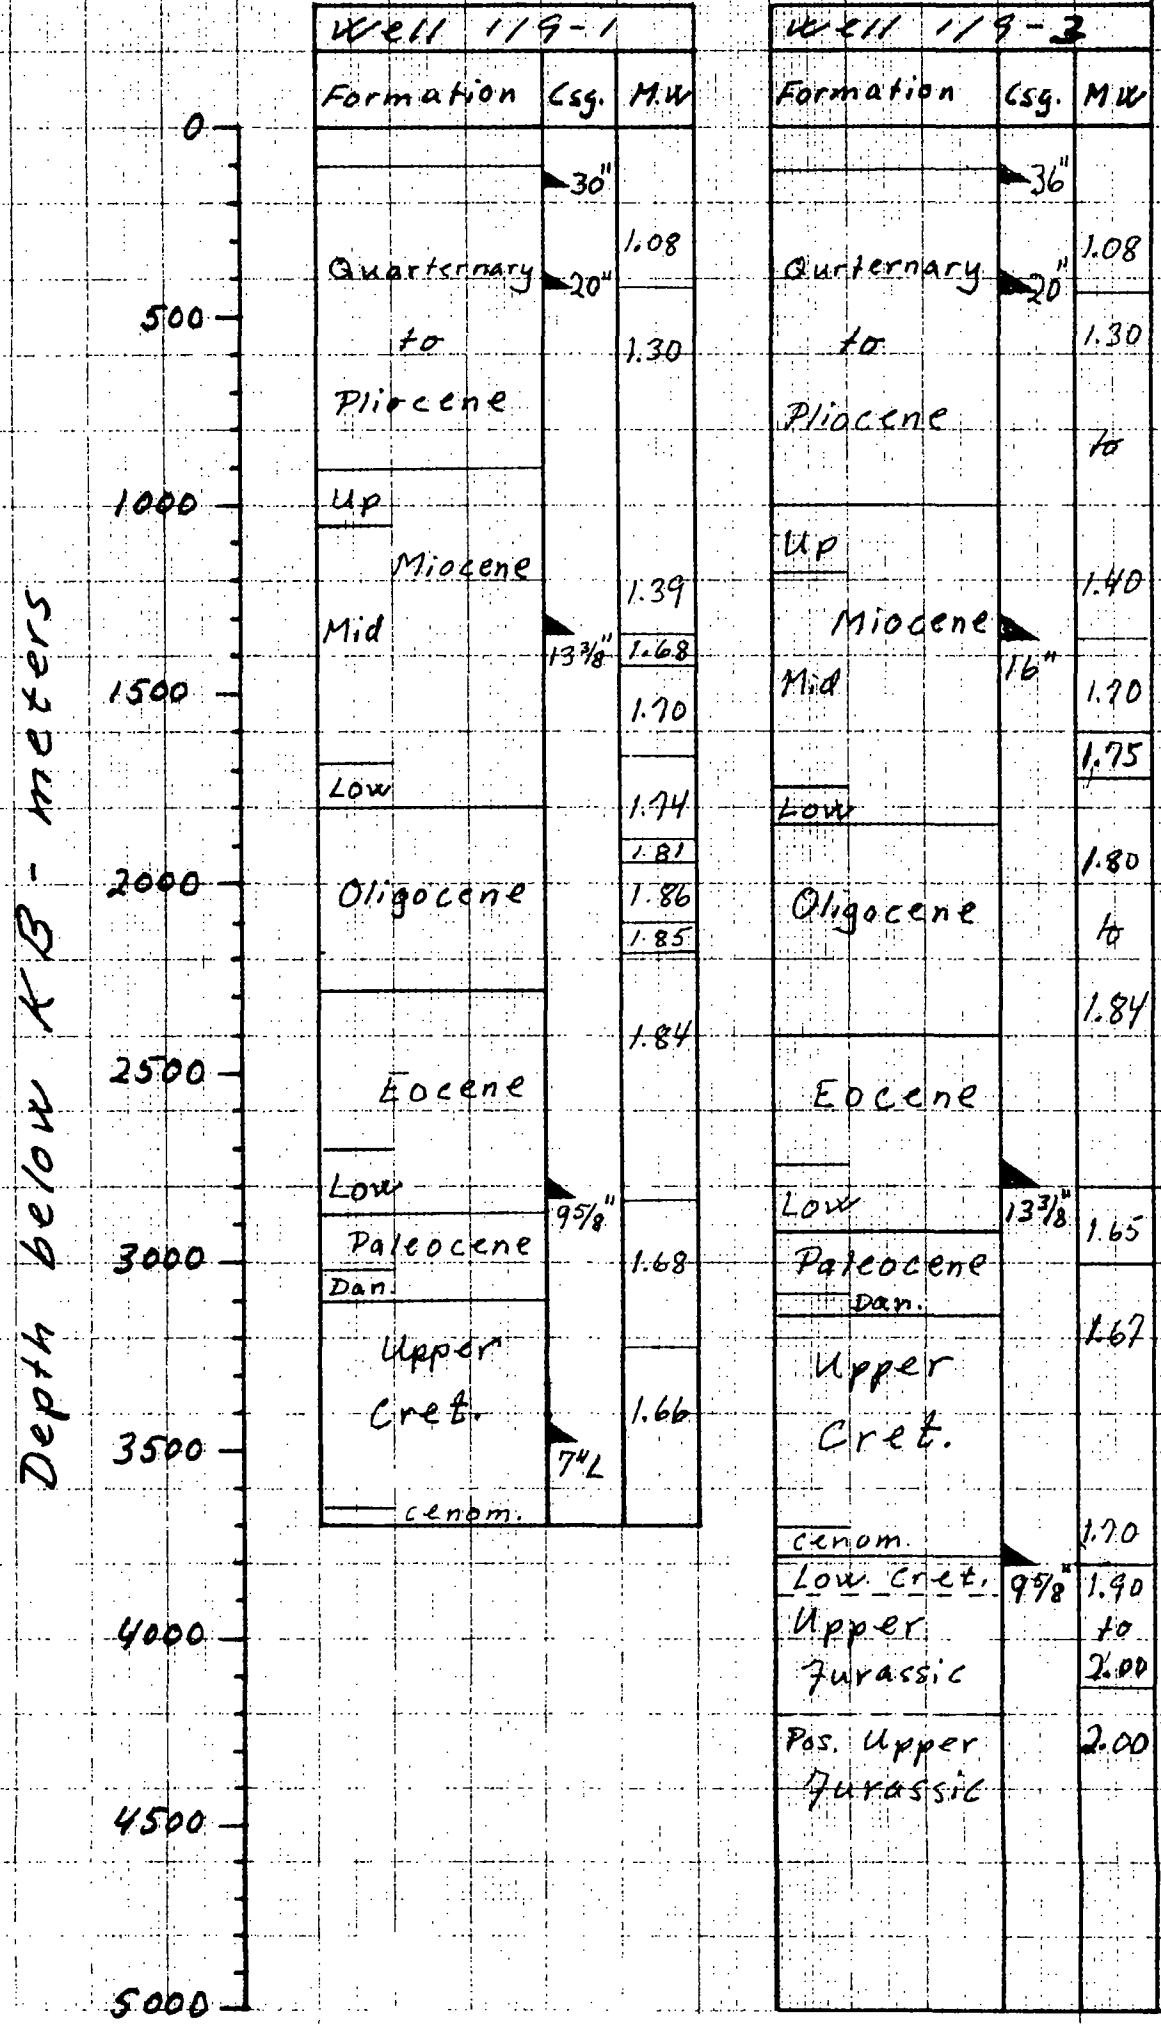 Well 1/9-1
Formation Csg. M.W
30"
1.08
Quarternary 20"
to 1.30
Pliocene
Up
Miocene
1.39
Mid
13 3/8" 1.68
1.70
Low
1.74
1.81
Oligocene 1.86
1.85
1.84
Eocene
Low
9 5/8"
Paleocene
1.68
Dan.
Upper
Cret. 1.66
7"L
cenom.
Well 1/9-3
Formation Csg. M W
36"
1.08
Qurternary 20"
to 1.30
Pliocene
to
Up
1.40
Miocene
16"
Mid 1.70
1.75
Low
1.80
Oligocene
to
1.84
Eocene
Low 13 3/8"
1.65
Paleocene
Dan.
1.67
Upper
Cret.
cenom. 1.70
Low. Cret. 9 5/8" 1.90
Upper to
Jurassic 2.00
Pos. Upper 2.00
Jurassic
Depth below KB - meters
0
500
1000
1500
2000
2500
3000
3500
4000
4500
5000